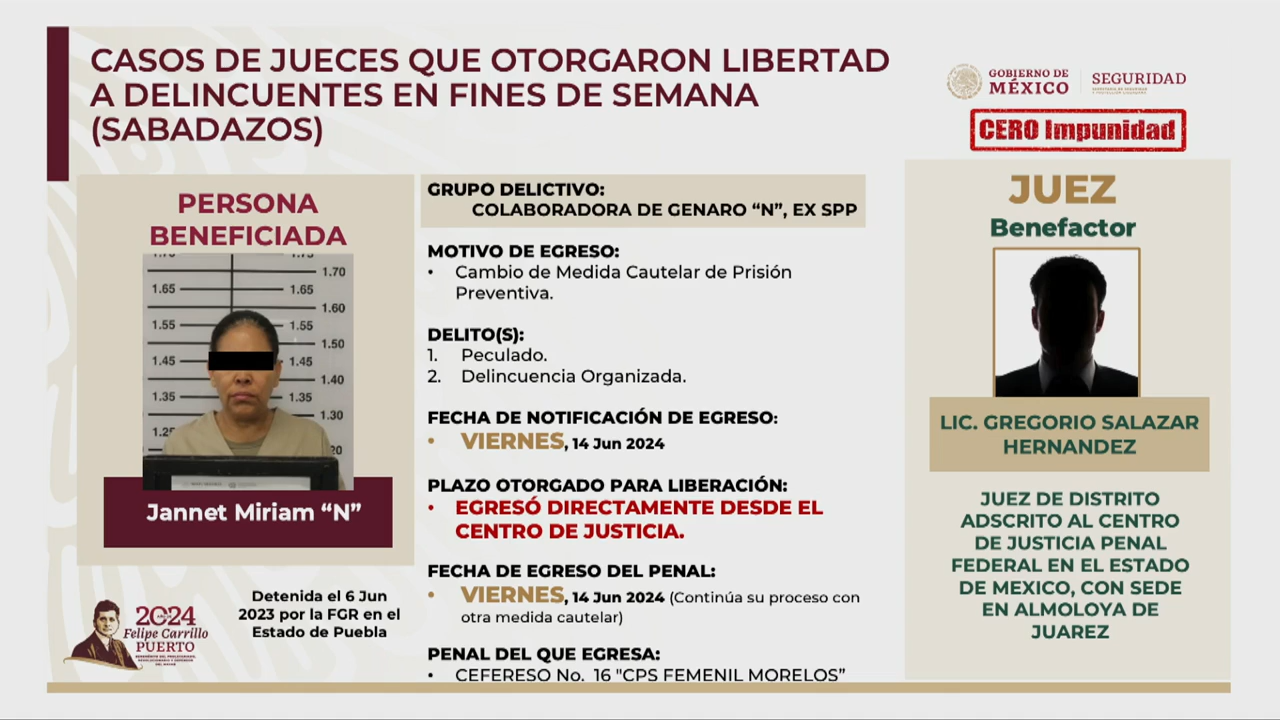 CASOS DE JUECES QUE OTORGARON LIBERTAD
A DELINCUENTES EN FINES DE SEMANA
(SABADAZOS)
GOBIERNO DE
MÉXICO
SEGURIDAD
CERO Impunidad
PERSONA
BENEFICIADA
1.70
1.65
1.65
1.60
1.55
1.55
1.50
1.45
1.45
1.40
1.35
1.35
1.30
Jannet Miriam “N”
Detenida el 6 Jun
2023 por la FGR en el
Estado de Puebla
2024
Felipe Carrillo
PUERTO
GRUPO DELICTIVO:
COLABORADORA DE GENARO “N”, EX SPP
MOTIVO DE EGRESO:
• Cambio de Medida Cautelar de Prisión
Preventiva.
DELITO(S):
1. Peculado.
2. Delincuencia Organizada.
FECHA DE NOTIFICACIÓN DE EGRESO:
• VIERNES, 14 Jun 2024
PLAZO OTORGADO PARA LIBERACIÓN:
• EGRESÓ DIRECTAMENTE DESDE EL
CENTRO DE JUSTICIA.
FECHA DE EGRESO DEL PENAL:
• VIERNES, 14 Jun 2024 (Continúa su proceso con
otra medida cautelar)
PENAL DEL QUE EGRESA:
• CEFERESO No. 16 "CPS FEMENIL MORELOS”
JUEZ
Benefactor
LIC. GREGORIO SALAZAR
HERNANDEZ
JUEZ DE DISTRITO
ADSCRITO AL CENTRO
DE JUSTICIA PENAL
FEDERAL EN EL ESTADO
DE MEXICO, CON SEDE
EN ALMOLOYA DE
JUAREZ